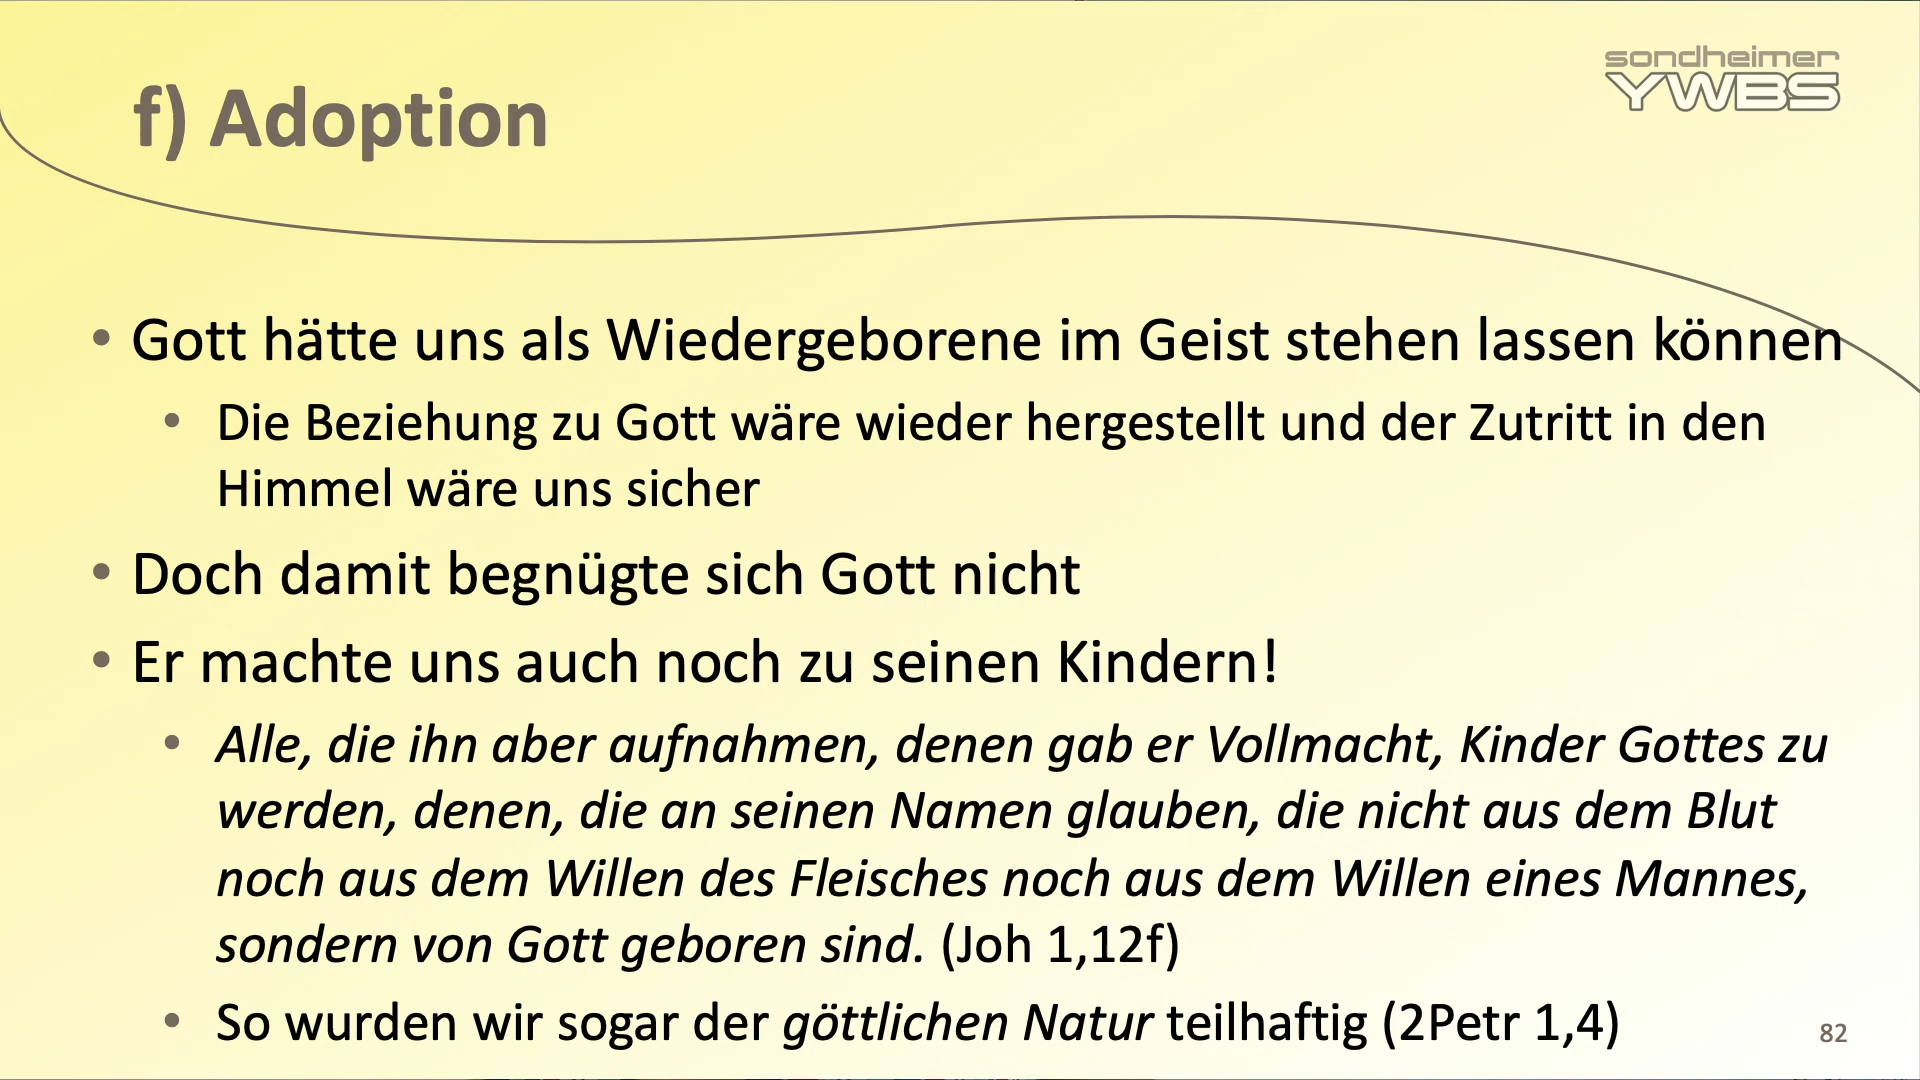 sondheimer
YWBS
f) Adoption
• Gott hätte uns als Wiedergeborene im Geist stehen lassen können
• Die Beziehung zu Gott wäre wieder hergestellt und der Zutritt in den
Himmel wäre uns sicher
• Doch damit begnügte sich Gott nicht
• Er machte uns auch noch zu seinen Kindern!
• Alle, die ihn aber aufnahmen, denen gab er Vollmacht, Kinder Gottes zu
werden, denen, die an seinen Namen glauben, die nicht aus dem Blut
noch aus dem Willen des Fleisches noch aus dem Willen eines Mannes,
sondern von Gott geboren sind. (Joh 1,12f)
• So wurden wir sogar der göttlichen Natur teilhaftig (2Petr 1,4)
82